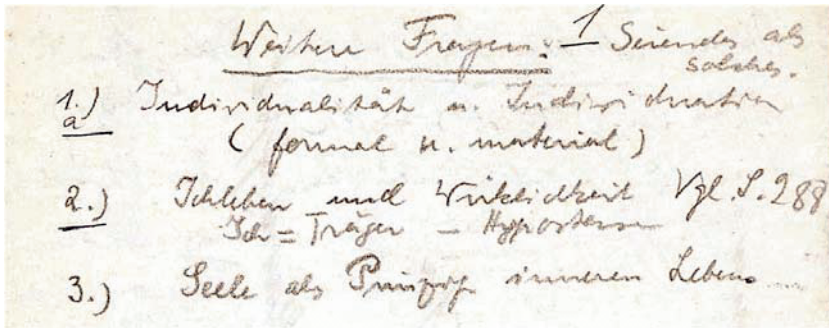 Weitere Fragen: 1 Seiendes als
solches.
1.) Individualität u. Individuation
a
( formal u. material )
2.) Ichleben und Wirklichkeit Vgl. S. 288
Ich = Träger – Hypostase
3.) Seele als Prinzip inneren Lebens